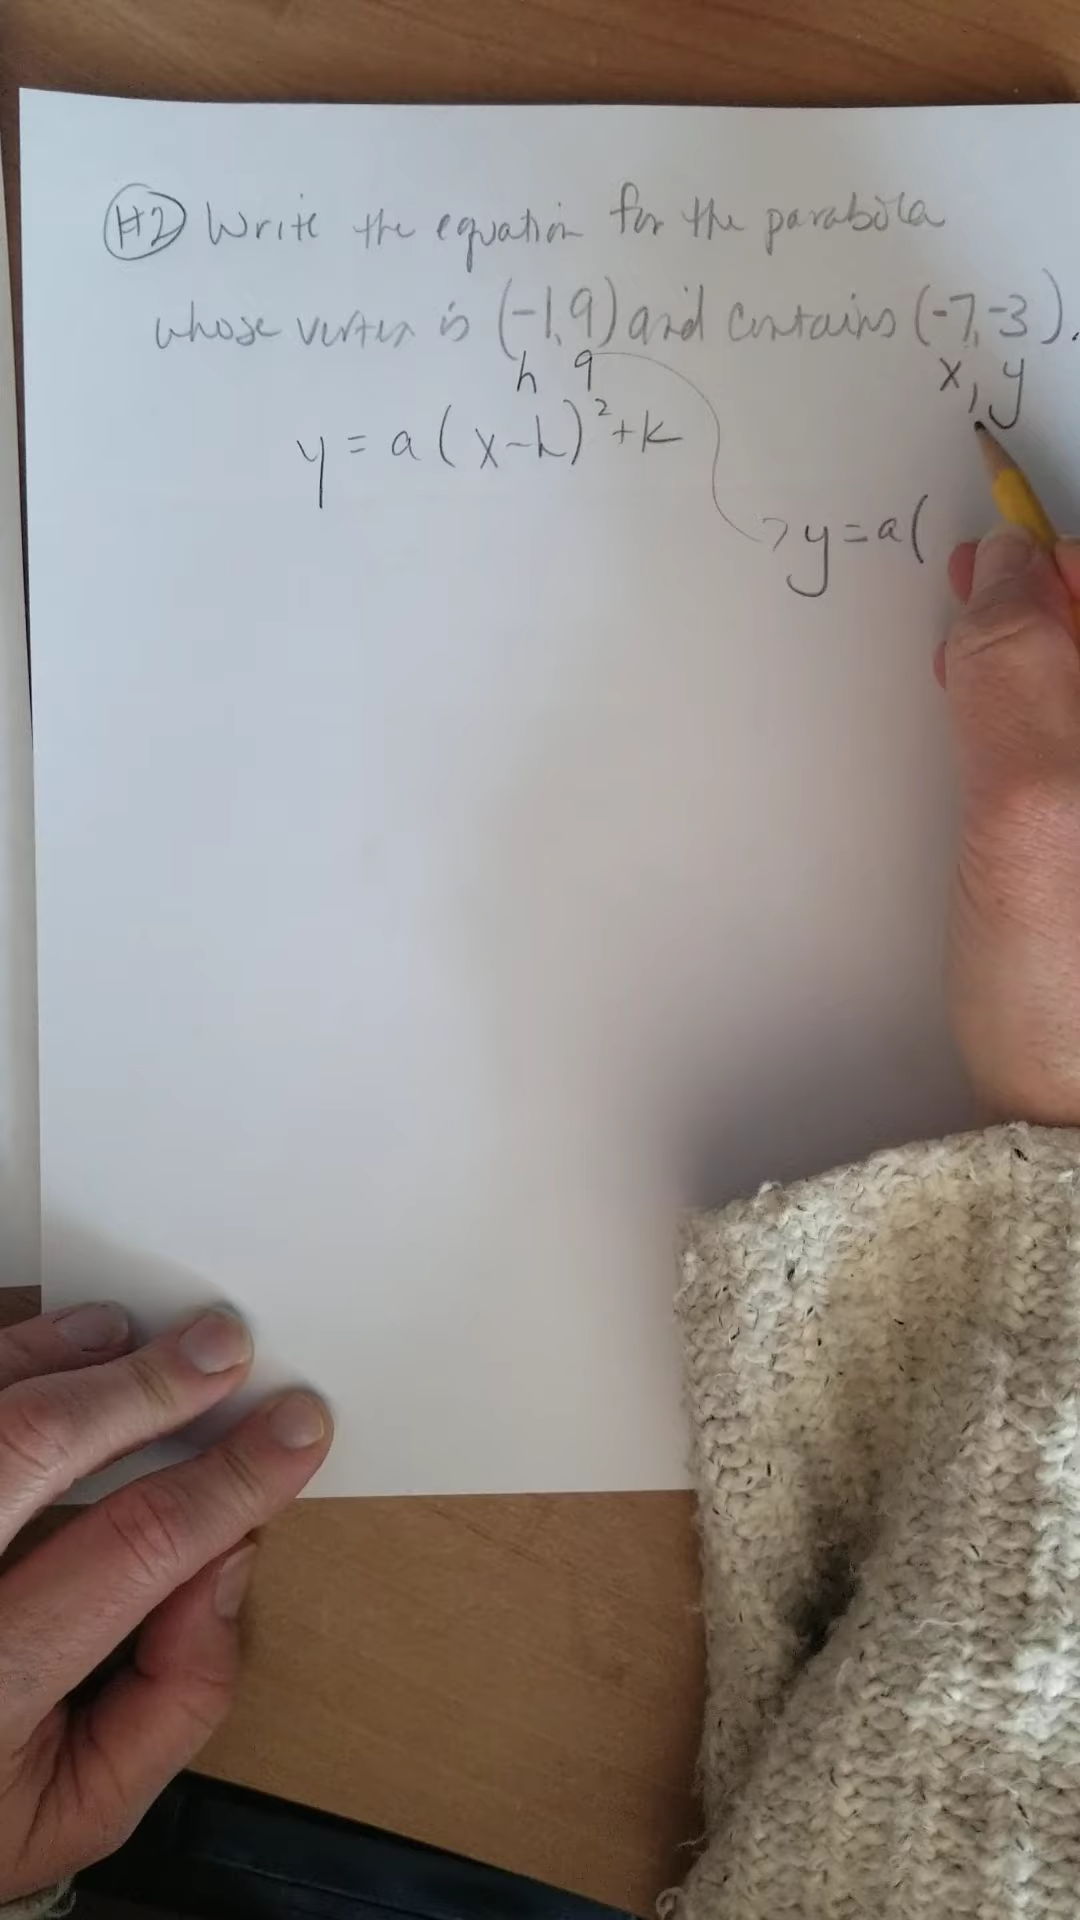 #2 Write the equation for the parabola
whose vertex is (-1, 9) and contains (-7, -3).
h 9
x, y
y = a(x-h)²+k
y=a(